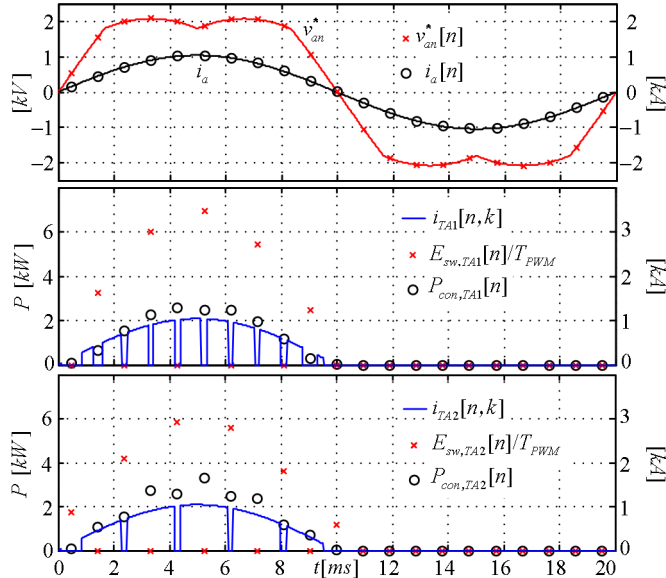 2
1
0
−1
−2
[kV]
v*an
ia
v*an[n]
ia[n]
2
1
0
−1
−2
[kA]
6
4
2
0
P [kW]
iTA1[n,k]
Esw,TA1[n]/TPWM
Pcon,TA1[n]
3
2
1
0
[kA]
6
4
2
0
P [kW]
iTA2[n,k]
Esw,TA2[n]/TPWM
Pcon,TA2[n]
3
2
1
0
[kA]
0 2 4 6 8 10 t[ms] 12 14 16 18 20